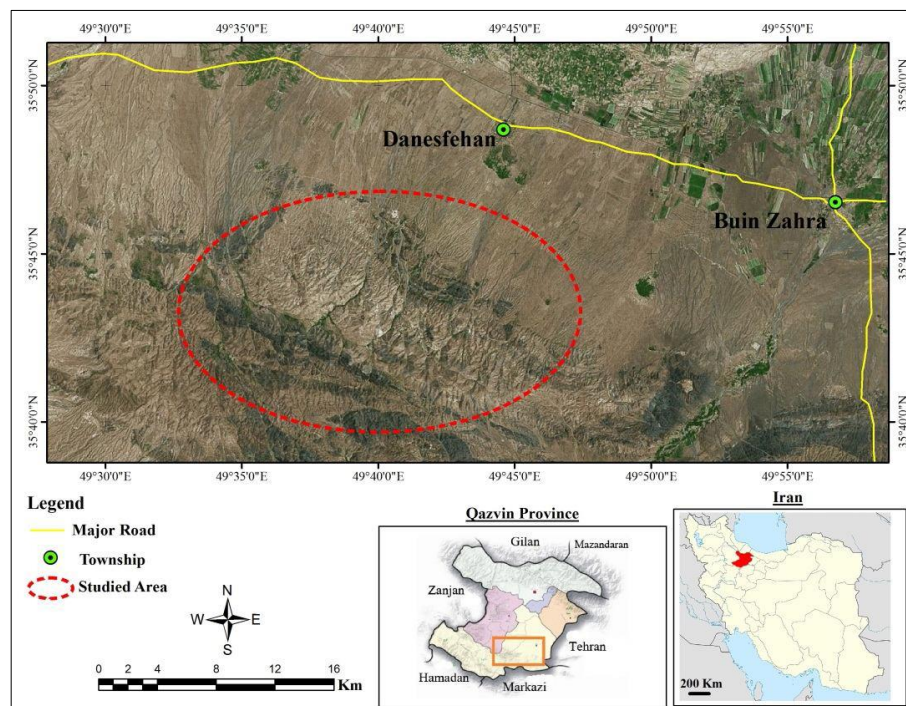 49°30'0"E 49°35'0"E 49°40'0"E 49°45'0"E 49°50'0"E 49°55'0"E
35°50'0"N 35°50'0"N
Danesfehan
Buin Zahra
35°45'0"N 35°45'0"N
35°40'0"N 35°40'0"N
49°30'0"E 49°35'0"E 49°40'0"E 49°45'0"E 49°50'0"E 49°55'0"E
Legend
Major Road
Township
Studied Area
N
W E
S
0 2 4 8 12 16
Km
Qazvin Province
Gilan
Mazandaran
Zanjan
Tehran
Hamadan
Markazi
Iran
200 Km